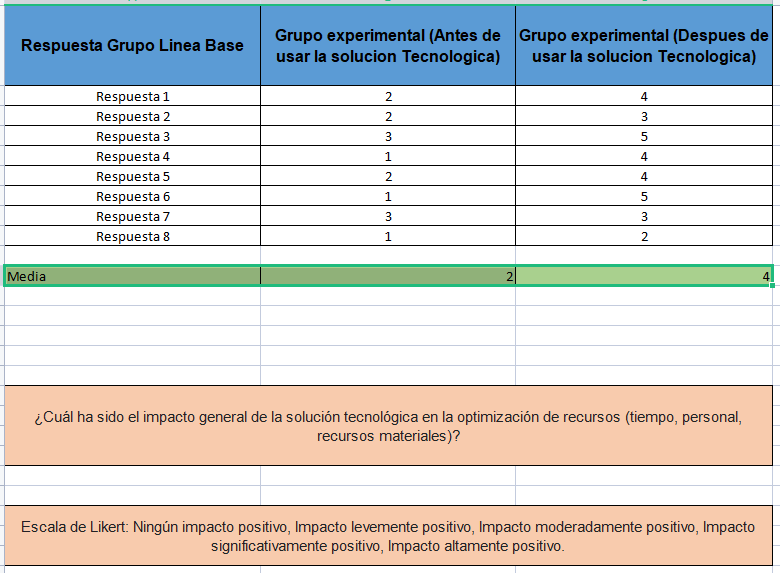 Respuesta Grupo Linea Base
Grupo experimental (Antes de
usar la solucion Tecnologica)
Grupo experimental (Despues de
usar la solucion Tecnologica)
Respuesta 1 2 4
Respuesta 2 2 3
Respuesta 3 3 5
Respuesta 4 1 4
Respuesta 5 2 4
Respuesta 6 1 5
Respuesta 7 3 3
Respuesta 8 1 2
Media 2 4
¿Cuál ha sido el impacto general de la solución tecnológica en la optimización de recursos (tiempo, personal,
recursos materiales)?
Escala de Likert: Ningún impacto positivo, Impacto levemente positivo, Impacto moderadamente positivo, Impacto
significativamente positivo, Impacto altamente positivo.